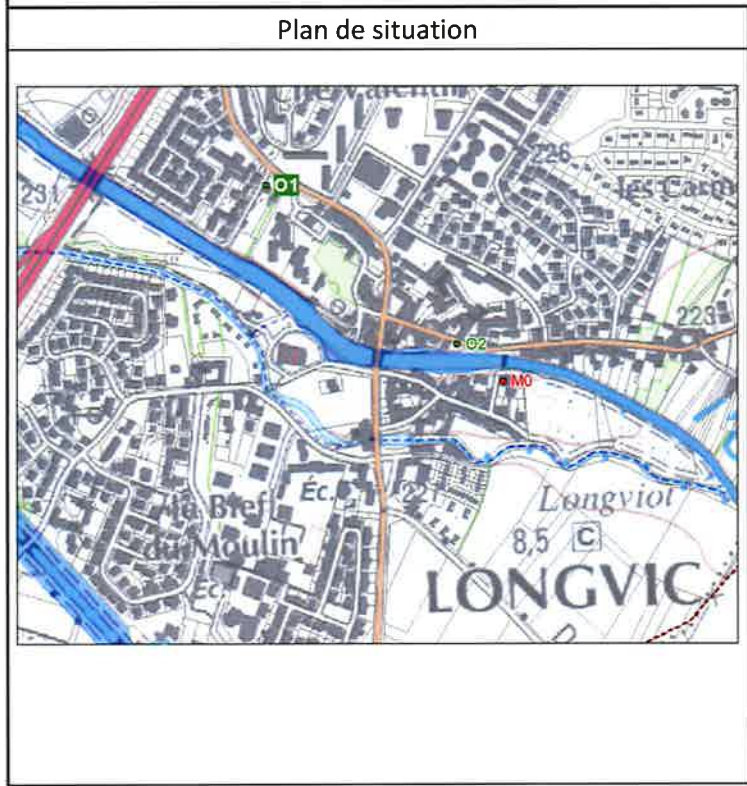 Plan de situation
231
O1
226
les Carm
223
O2
M0
Éc.
221
la Bief
du Moulin
Éc.
Longviot
8,5 C
LONGVIC